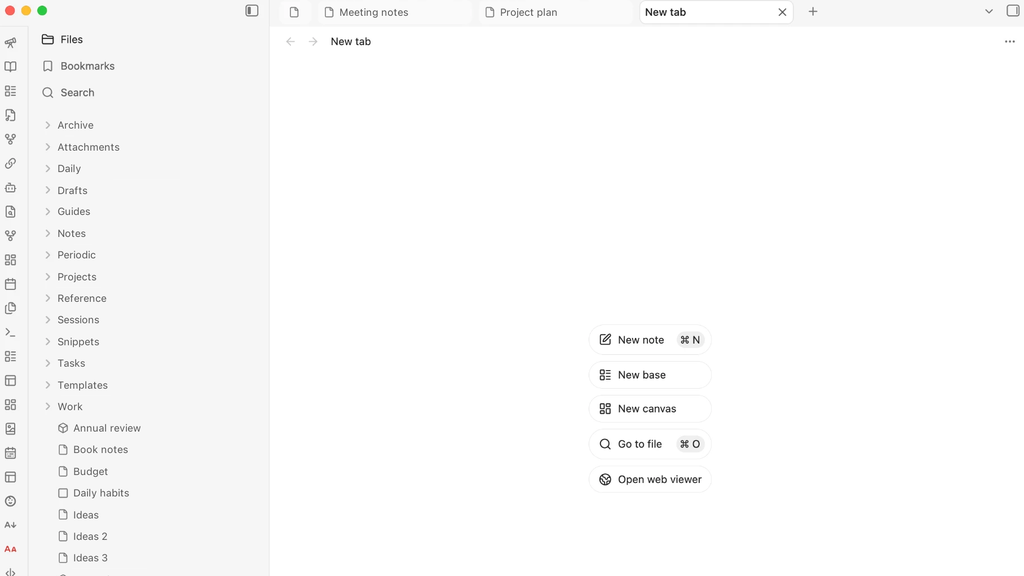 Meeting notes
Project plan
New tab
Files
New tab
Bookmarks
Search
Archive
Attachments
Daily
Drafts
Guides
Notes
Periodic
Projects
Reference
Sessions
Snippets
Tasks
Templates
Work
Annual review
Book notes
Budget
Daily habits
Ideas
Ideas 2
Ideas 3
New note ⌘ N
New base
New canvas
Go to file ⌘ O
Open web viewer